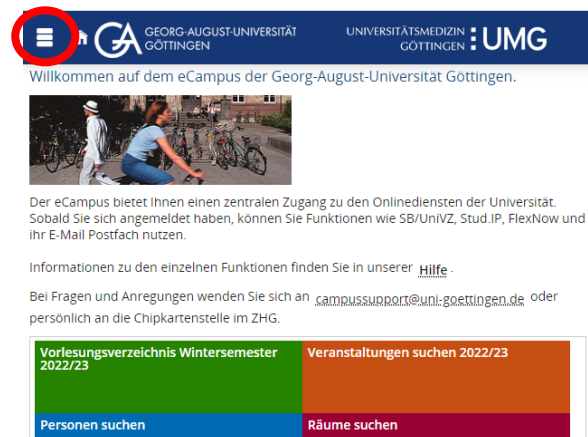 GEORG-AUGUST-UNIVERSITÄT
GÖTTINGEN
UNIVERSITÄTSMEDIZIN
GÖTTINGEN
UMG
Willkommen auf dem eCampus der Georg-August-Universität Göttingen.
Der eCampus bietet Ihnen einen zentralen Zugang zu den Onlinediensten der Universität.
Sobald Sie sich angemeldet haben, können Sie Funktionen wie SB/UniVZ, Stud.IP, FlexNow und
ihr E-Mail Postfach nutzen.
Informationen zu den einzelnen Funktionen finden Sie in unserer Hilfe .
Bei Fragen und Anregungen wenden Sie sich an campussupport@uni-goettingen.de oder
persönlich an die Chipkartenstelle im ZHG.
Vorlesungsverzeichnis Wintersemester
2022/23
Veranstaltungen suchen 2022/23
Personen suchen
Räume suchen